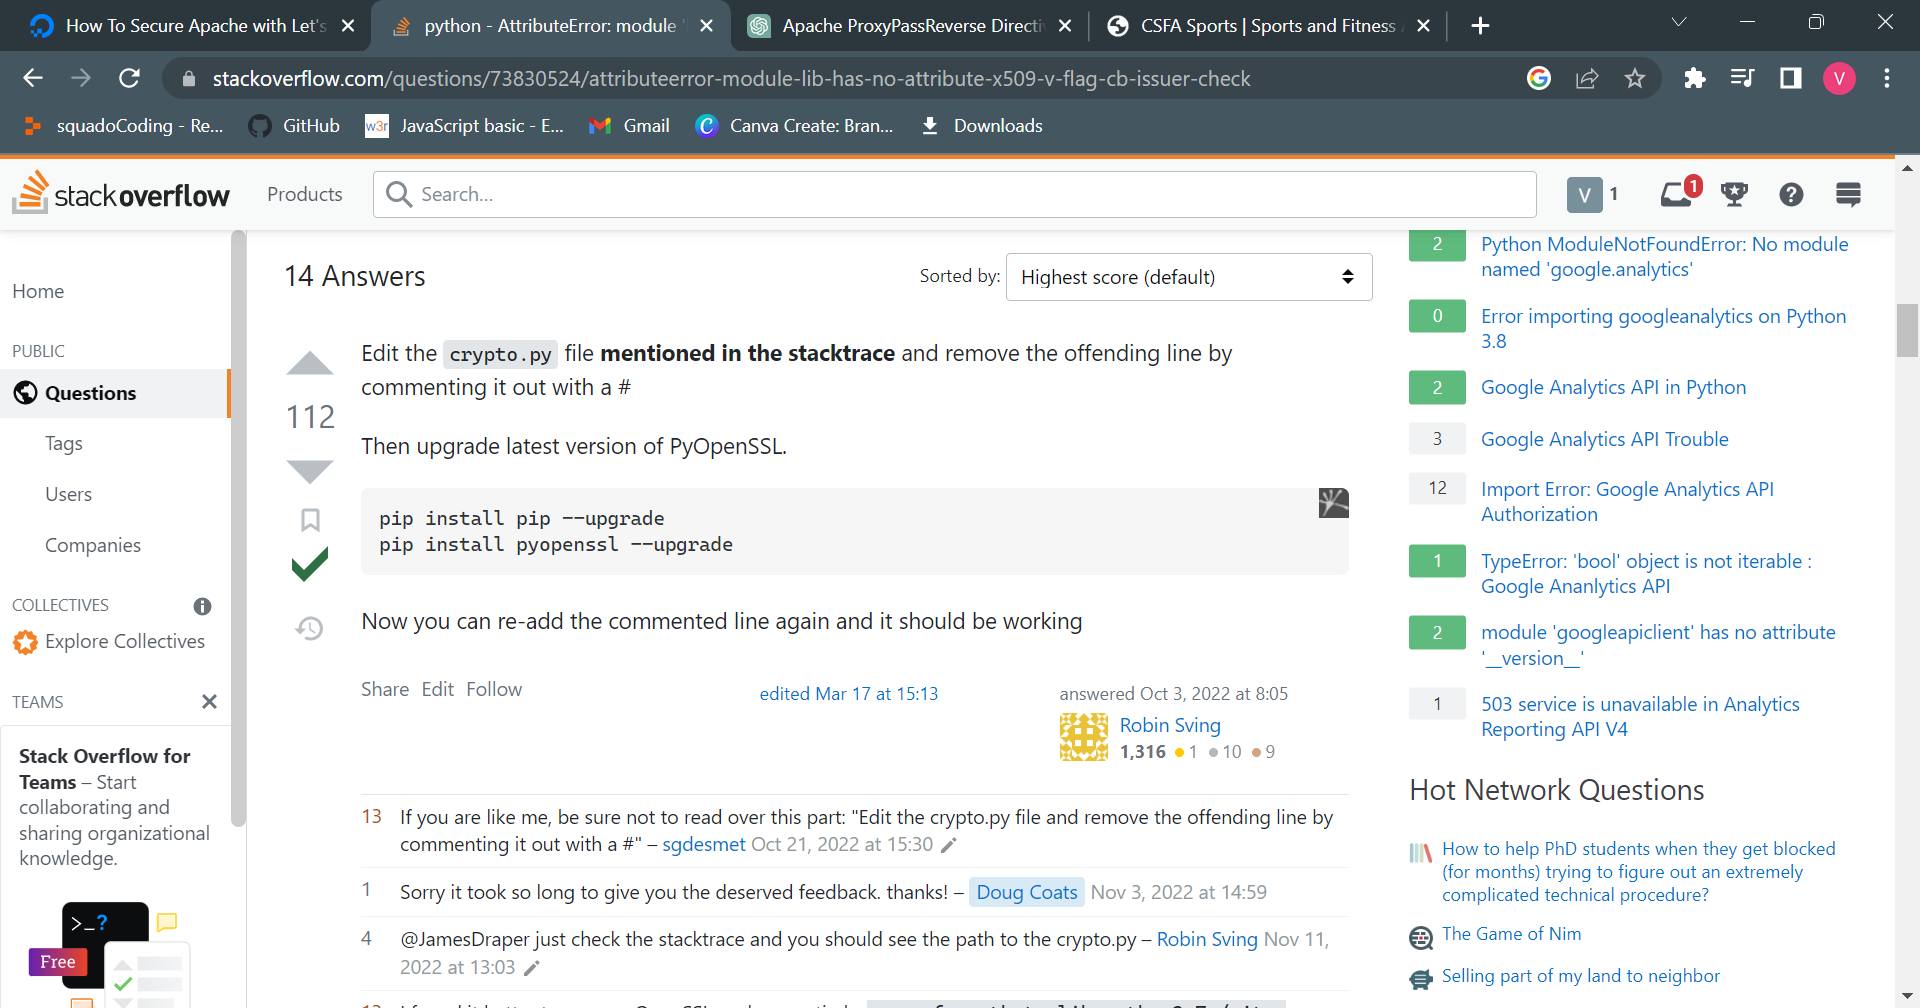 How To Secure Apache with Let's
python - AttributeError: module '
Apache ProxyPassReverse Directi
CSFA Sports | Sports and Fitness A
stackoverflow.com/questions/73830524/attributeerror-module-lib-has-no-attribute-x509-v-flag-cb-issuer-check
V
squadoCoding - Re...
GitHub
w3r
JavaScript basic - E...
Gmail
Canva Create: Bran...
Downloads
stackoverflow
Products
Search...
V 1
1
Home
PUBLIC
Questions
Tags
Users
Companies
COLLECTIVES
Explore Collectives
TEAMS
Stack Overflow for
Teams – Start
collaborating and
sharing organizational
knowledge.
>_?
Free
14 Answers
Sorted by:
Highest score (default)
112
Edit the crypto.py file mentioned in the stacktrace and remove the offending line by
commenting it out with a #
Then upgrade latest version of PyOpenSSL.
pip install pip --upgrade
pip install pyopenssl --upgrade
Now you can re-add the commented line again and it should be working
Share Edit Follow
edited Mar 17 at 15:13
answered Oct 3, 2022 at 8:05
Robin Sving
1,316 1 10 9
13 If you are like me, be sure not to read over this part: "Edit the crypto.py file and remove the offending line by
commenting it out with a #" – sgdesmet Oct 21, 2022 at 15:30
1 Sorry it took so long to give you the deserved feedback. thanks! – Doug Coats Nov 3, 2022 at 14:59
4 @JamesDraper just check the stacktrace and you should see the path to the crypto.py – Robin Sving Nov 11,
2022 at 13:03
2 Python ModuleNotFoundError: No module
named 'google.analytics'
0 Error importing googleanalytics on Python
3.8
2 Google Analytics API in Python
3 Google Analytics API Trouble
12 Import Error: Google Analytics API
Authorization
1 TypeError: 'bool' object is not iterable :
Google Ananlytics API
2 module 'googleapiclient' has no attribute
'__version__'
1 503 service is unavailable in Analytics
Reporting API V4
Hot Network Questions
How to help PhD students when they get blocked
(for months) trying to figure out an extremely
complicated technical procedure?
The Game of Nim
Selling part of my land to neighbor